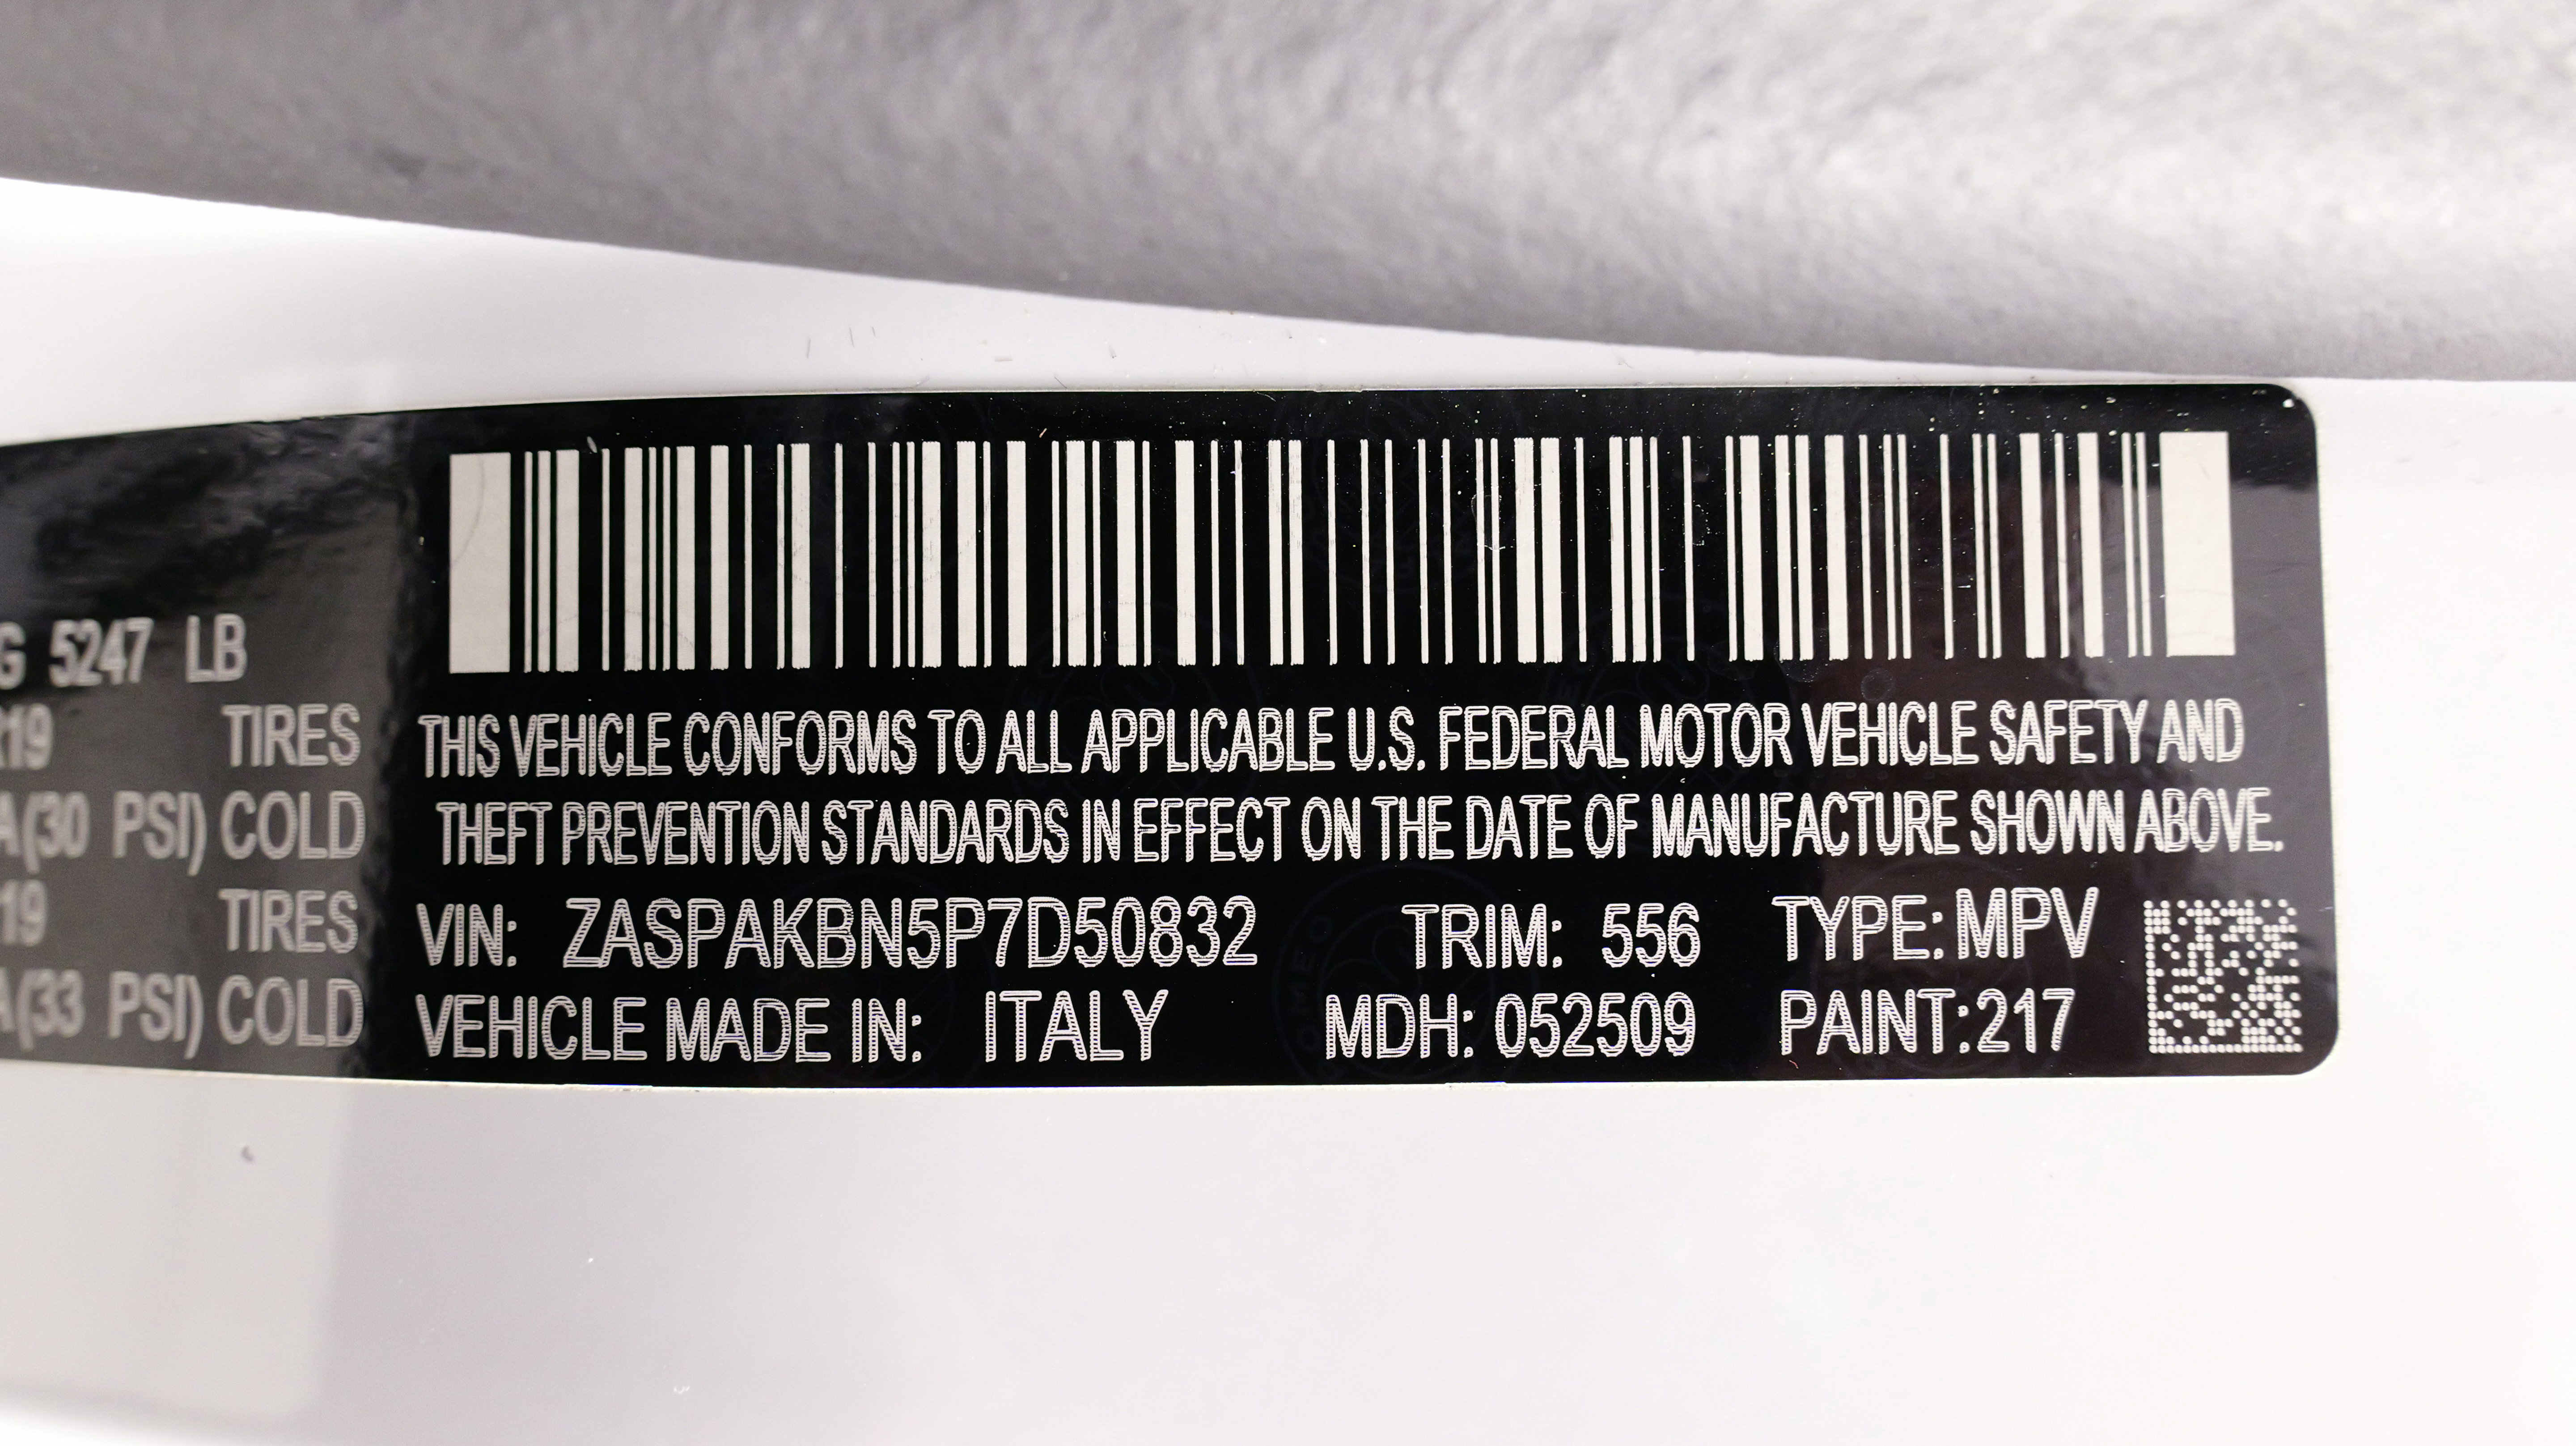 G 5247 LB
R19 TIRES
A(30 PSI) COLD
19 TIRES
A(33 PSI) COLD
THIS VEHICLE CONFORMS TO ALL APPLICABLE U.S. FEDERAL MOTOR VEHICLE SAFETY AND
THEFT PREVENTION STANDARDS IN EFFECT ON THE DATE OF MANUFACTURE SHOWN ABOVE.
VIN: ZASPAKBN5P7D50832 TRIM: 556 TYPE: MPV
VEHICLE MADE IN: ITALY MDH: 052509 PAINT:217